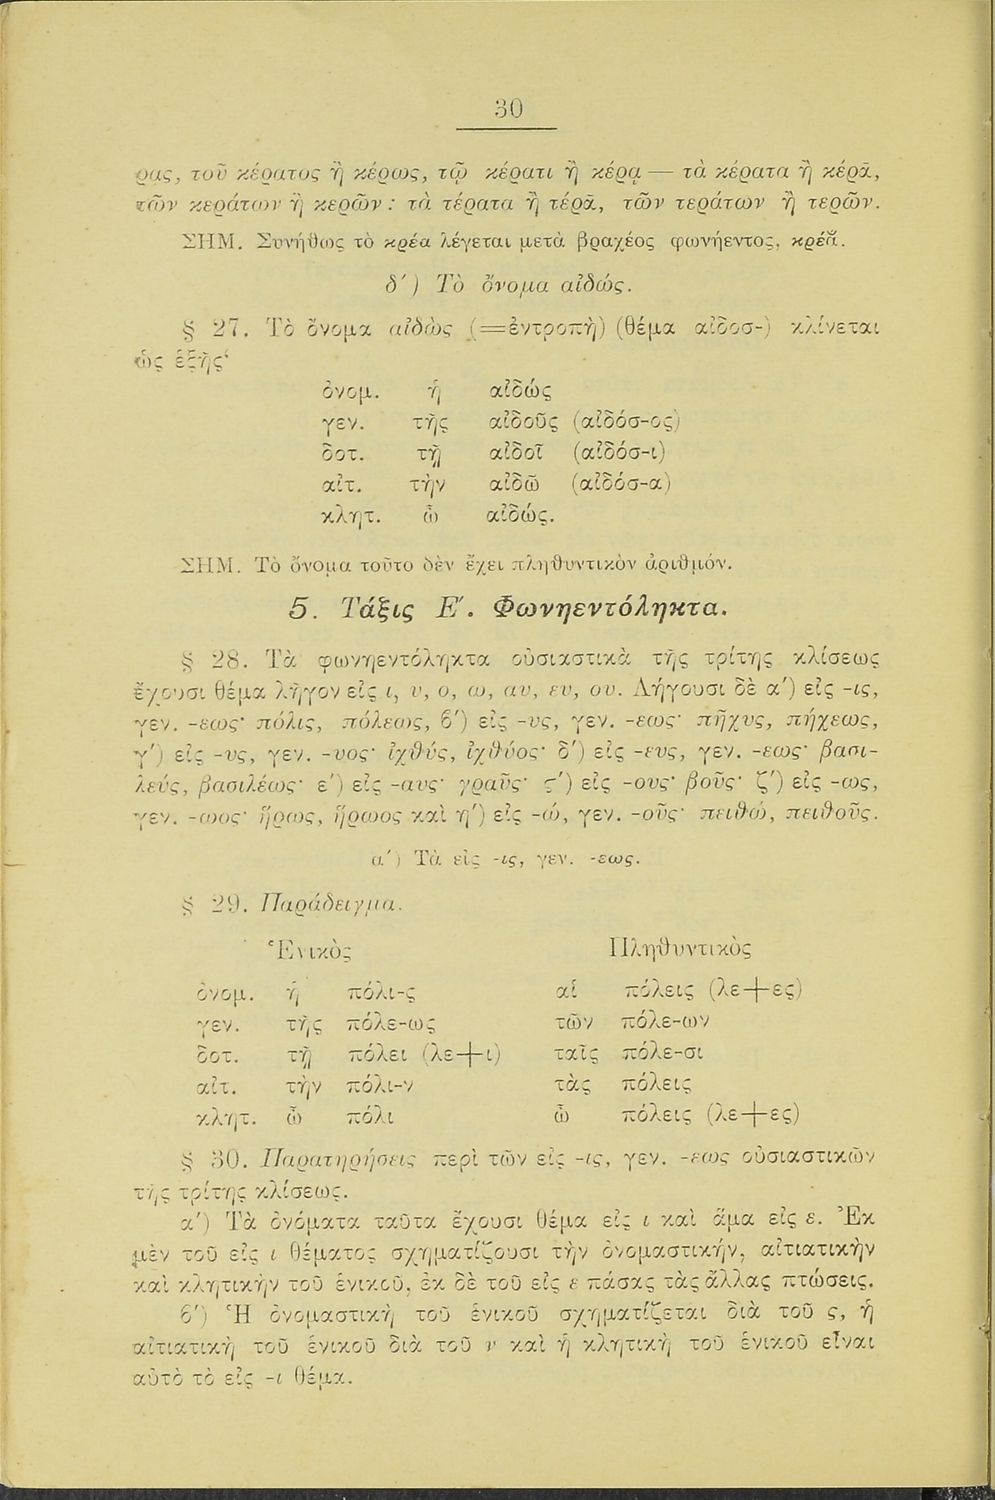 30
ρας, τοῦ κέρατος ἢ κέρως, τῷ κέρατι ἢ κέρᾳ — τὰ κέρατα ἢ κέρᾱ,
τῶν κεράτων ἢ κερῶν : τὰ τέρατα ἢ τέρᾱ, τῶν τεράτων ἢ τερῶν.
ΣΗΜ. Συνήθως τὸ κρέα λέγεται μετὰ βραχέος φωνήεντος, κρέᾰ.
δ΄) Τὸ ὄνομα αἰδώς.
§ 27. Τὸ ὄνομα αἰδὼς (=ἐντροπὴ) (θέμα αἰδοσ-) κλίνεται
ὡς ἑξῆς·
ὀνομ. ἡ αἰδώς
γεν. τῆς αἰδοῦς (αἰδόσ-ος)
δοτ. τῇ αἰδοῖ (αἰδόσ-ι)
αἰτ. τὴν αἰδῶ (αἰδόσ-α)
κλητ. ὦ αἰδώς.
ΣΗΜ. Τὸ ὄνομα τοῦτο δὲν ἔχει πληθυντικὸν ἀριθμόν.
5. Τάξις Ε΄. Φωνηεντόληκτα.
§ 28. Τὰ φωνηεντόληκτα οὐσιαστικὰ τῆς τρίτης κλίσεως
ἔχουσι θέμα λῆγον εἰς ι, υ, ο, ω, αυ, ευ, ου. Λήγουσι δὲ α΄) εἰς -ις,
γεν. -εως· πόλις, πόλεως, ϐ΄) εἰς -υς, γεν. -εως· πῆχυς, πήχεως,
γ΄) εἰς -υς, γεν. -υος· ἰχθύς, ἰχθύος· δ΄) εἰς -ευς, γεν. -εως· βασι-
λεύς, βασιλέως· ε΄) εἰς -αυς· γραῦς· ϛ΄) εἰς -ους· βοῦς· ζ΄) εἰς -ως,
γεν. -ωος· ἥρως, ἥρωος καὶ η΄) εἰς -ώ, γεν. -οῦς· πειθώ, πειθοῦς.
α΄) Τὰ εἰς -ις, γεν. -εως.
§ 29. Παράδειγμα.
Ἑνικὸς Πληθυντικὸς
ὀνομ. ἡ πόλι-ς αἱ πόλεις (λε+ες)
γεν. τῆς πόλε-ως τῶν πόλε-ων
δοτ. τῇ πόλει (λε+ι) ταῖς πόλε-σι
αἰτ. τὴν πόλι-ν τὰς πόλεις
κλητ. ὦ πόλι ὦ πόλεις (λε+ες)
§ 30. Παρατηρήσεις περὶ τῶν εἰς -ις, γεν. -εως οὐσιαστικῶν
τῆς τρίτης κλίσεως.
α΄) Τὰ ὀνόματα ταῦτα ἔχουσι θέμα εἰς ι καὶ ἅμα εἰς ε. Ἐκ
μὲν τοῦ εἰς ι θέματος σχηματίζουσι τὴν ὀνομαστικήν, αἰτιατικὴν
καὶ κλητικὴν τοῦ ἑνικοῦ, ἐκ δὲ τοῦ εἰς ε πάσας τὰς ἄλλας πτώσεις.
ϐ΄) Ἡ ὀνομαστικὴ τοῦ ἑνικοῦ σχηματίζεται διὰ τοῦ ς, ἡ
αἰτιατικὴ τοῦ ἑνικοῦ διὰ τοῦ ν καὶ ἡ κλητικὴ τοῦ ἑνικοῦ εἶναι
αὐτὸ τὸ εἰς -ι θέμα.